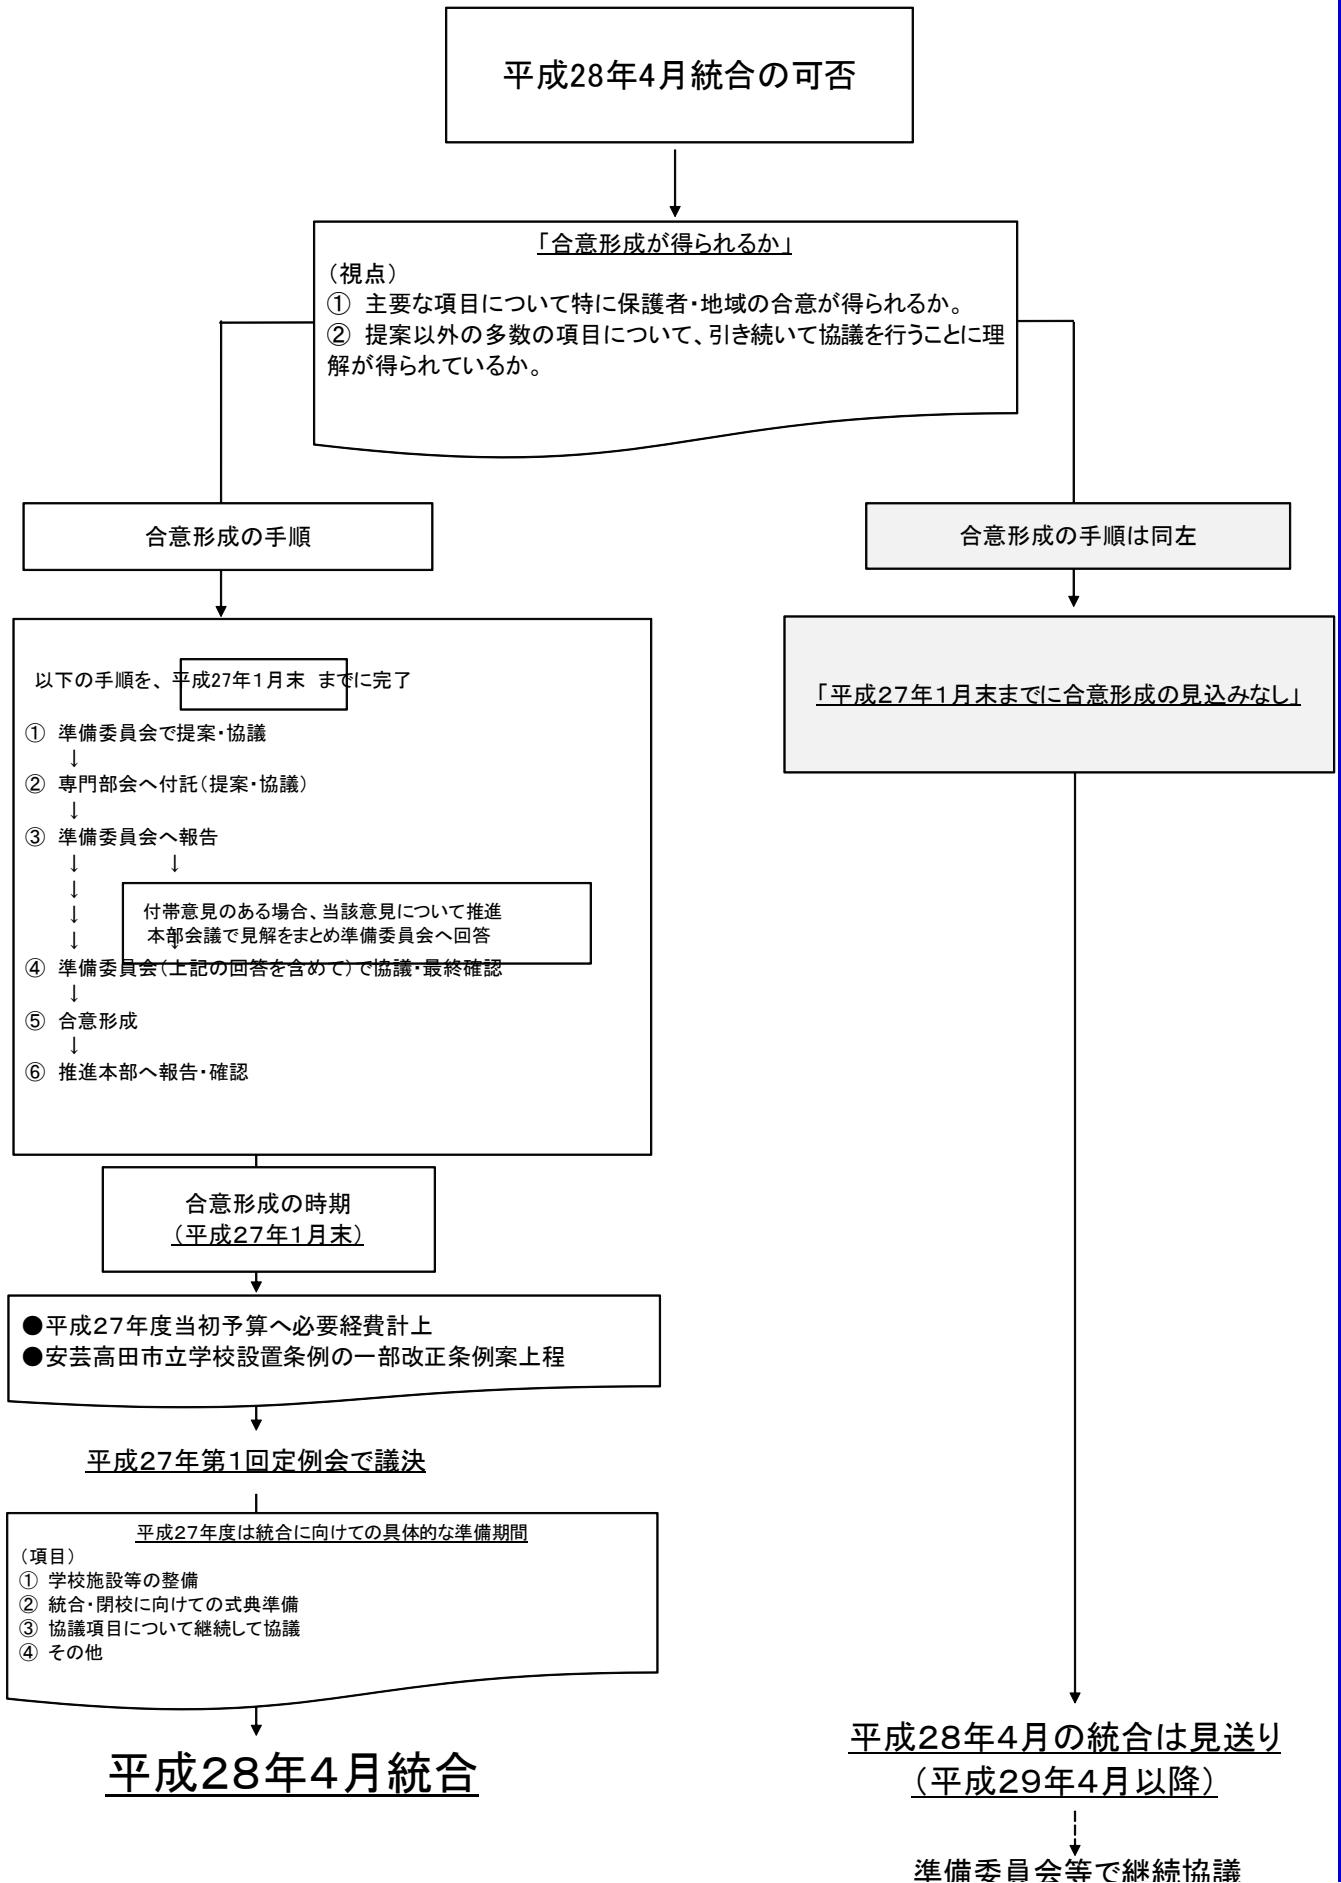 平成28年4月統合の可否
「合意形成が得られるか」
（視点）
① 主要な項目について特に保護者・地域の合意が得られるか。
② 提案以外の多数の項目について、引き続いて協議を行うことに理
解が得られているか。
合意形成の手順
以下の手順を、平成27年1月末 までに完了
① 準備委員会で提案・協議
↓
② 専門部会へ付託（提案・協議）
↓
③ 準備委員会へ報告
↓ ↓
↓
↓
↓ ↓
付帯意見のある場合、当該意見について推進
本部会議で見解をまとめ準備委員会へ回答
④ 準備委員会（上記の回答を含めて）で協議・最終確認
↓
⑤ 合意形成
↓
⑥ 推進本部へ報告・確認
合意形成の時期
（平成27年1月末）
●平成27年度当初予算へ必要経費計上
●安芸高田市立学校設置条例の一部改正条例案上程
平成27年第1回定例会で議決
平成27年度は統合に向けての具体的な準備期間
（項目）
① 学校施設等の整備
② 統合・閉校に向けての式典準備
③ 協議項目について継続して協議
④ その他
平成28年4月統合
合意形成の手順は同左
「平成27年1月末までに合意形成の見込みなし」
平成28年4月の統合は見送り
（平成29年4月以降）
準備委員会等で継続協議